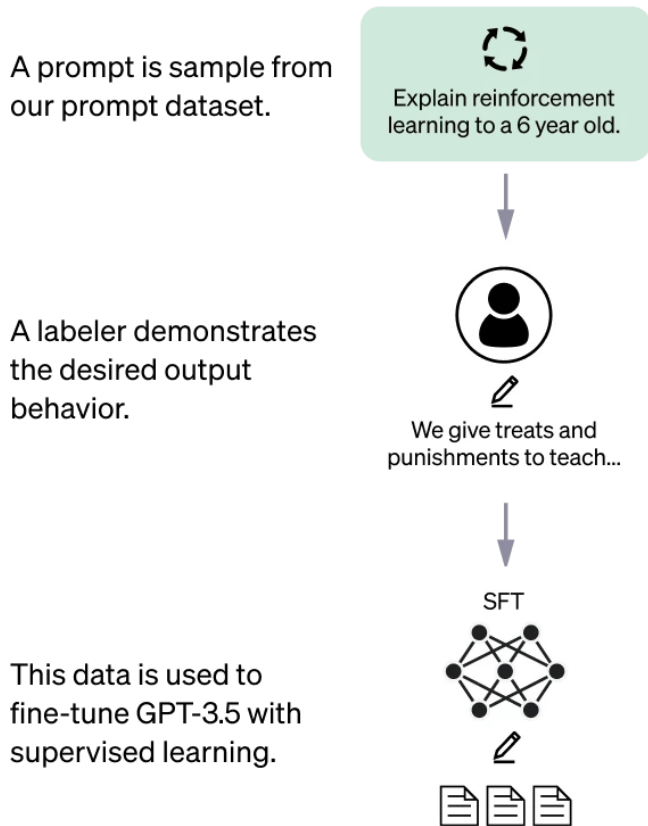 A prompt is sample from
our prompt dataset.
Explain reinforcement
learning to a 6 year old.
A labeler demonstrates
the desired output
behavior.
We give treats and
punishments to teach...
SFT
This data is used to
fine-tune GPT-3.5 with
supervised learning.